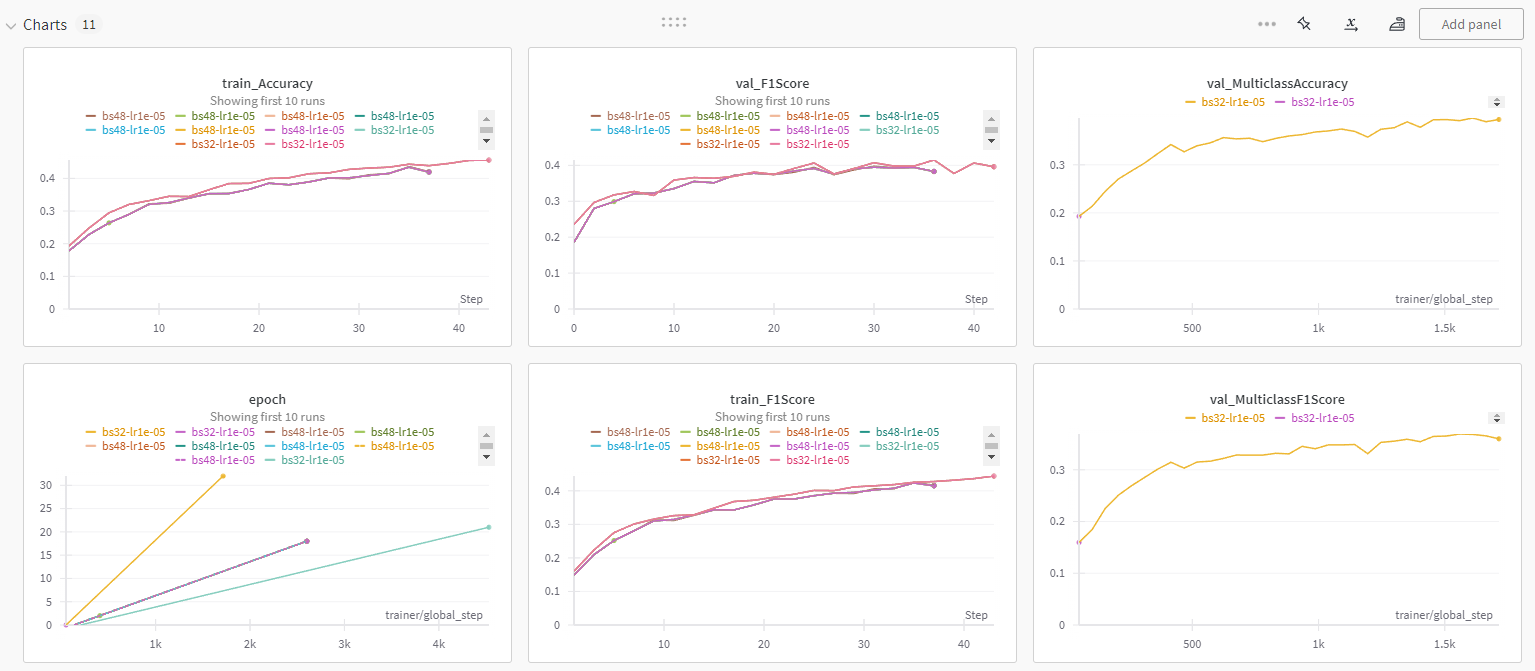 Charts 11
Add panel
train_Accuracy
Showing first 10 runs
bs48-lr1e-05 bs48-lr1e-05 bs48-lr1e-05 bs48-lr1e-05
bs48-lr1e-05 bs48-lr1e-05 bs48-lr1e-05 bs32-lr1e-05
bs32-lr1e-05 bs32-lr1e-05
0.4
0.3
0.2
0.1
0
Step
10 20 30 40
val_F1Score
Showing first 10 runs
bs48-lr1e-05 bs48-lr1e-05 bs48-lr1e-05 bs48-lr1e-05
bs48-lr1e-05 bs48-lr1e-05 bs48-lr1e-05 bs32-lr1e-05
bs32-lr1e-05 bs32-lr1e-05
0.4
0.3
0.2
0.1
0
Step
0 10 20 30 40
val_MulticlassAccuracy
bs32-lr1e-05 bs32-lr1e-05
0.3
0.2
0.1
0
trainer/global_step
500 1k 1.5k
epoch
Showing first 10 runs
bs32-lr1e-05 bs32-lr1e-05 bs48-lr1e-05 bs48-lr1e-05
bs48-lr1e-05 bs48-lr1e-05 bs48-lr1e-05 bs48-lr1e-05
bs48-lr1e-05 bs32-lr1e-05
30
25
20
15
10
5
0
trainer/global_step
1k 2k 3k 4k
train_F1Score
Showing first 10 runs
bs48-lr1e-05 bs48-lr1e-05 bs48-lr1e-05 bs48-lr1e-05
bs48-lr1e-05 bs48-lr1e-05 bs48-lr1e-05 bs32-lr1e-05
bs32-lr1e-05 bs32-lr1e-05
0.4
0.3
0.2
0.1
0
Step
10 20 30 40
val_MulticlassF1Score
bs32-lr1e-05 bs32-lr1e-05
0.3
0.2
0.1
0
trainer/global_step
500 1k 1.5k